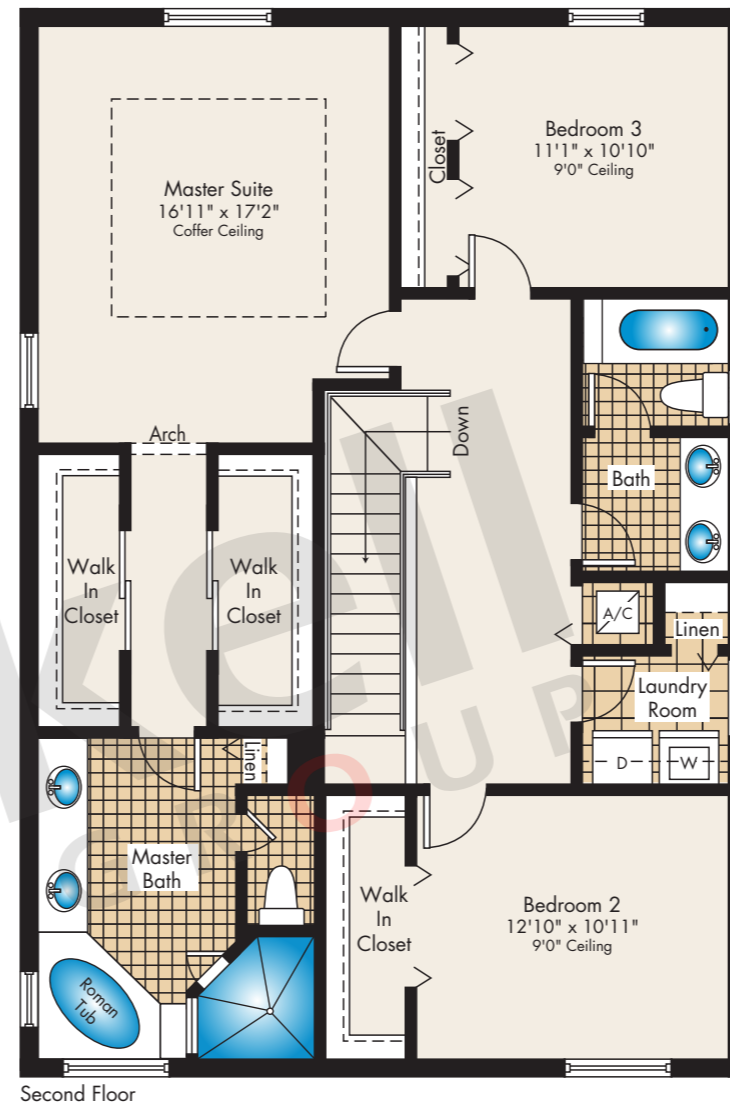 Master Suite
16'11" x 17'2"
Coffer Ceiling
Closet
Bedroom 3
11'1" x 10'10"
9'0" Ceiling
Arch
Down
Bath
Walk
In
Closet
Walk
In
Closet
A/C
Linen
Laundry
Room
D
W
Linen
Master
Bath
Roman
Tub
Walk
In
Closet
Bedroom 2
12'10" x 10'11"
9'0" Ceiling
kell
GROUP
Second Floor